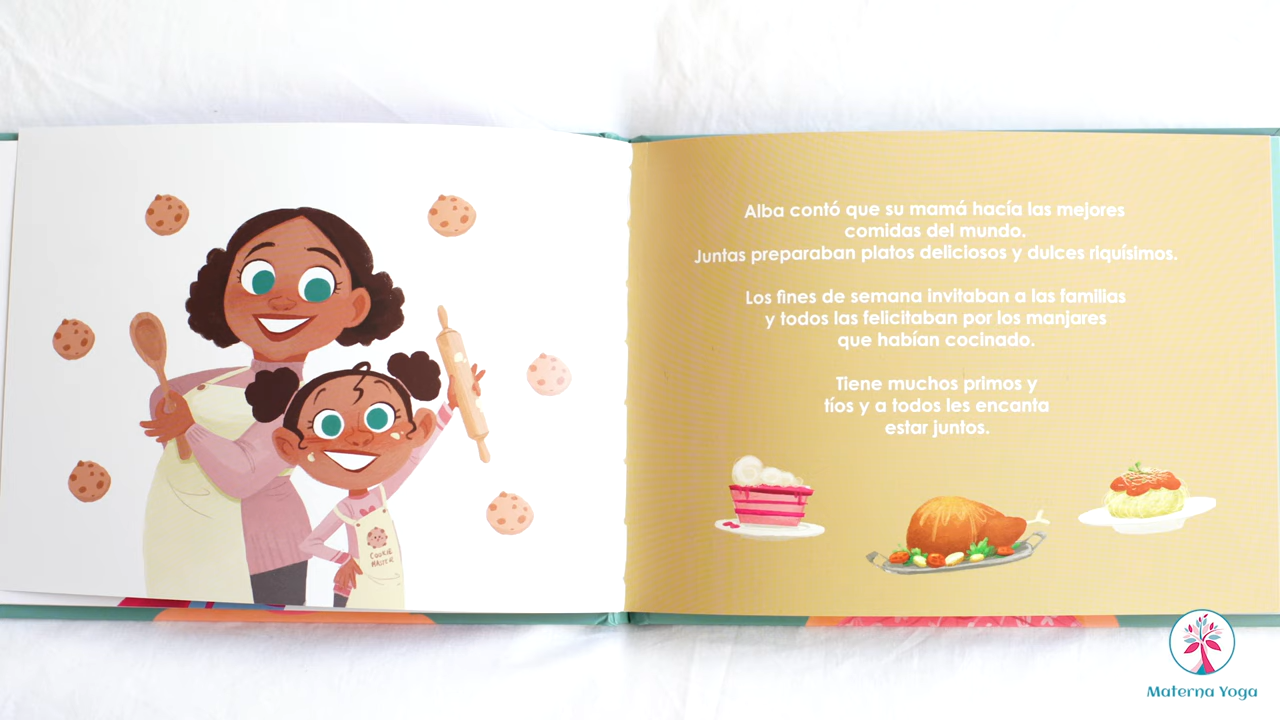 Alba contó que su mamá hacía las mejores
comidas del mundo.
Juntas preparaban platos deliciosos y dulces riquísimos.
Los fines de semana invitaban a las familias
y todos las felicitaban por los manjares
que habían cocinado.
Tiene muchos primos y
tíos y a todos les encanta
estar juntos.
COOKIE
MASTER
Materna Yoga